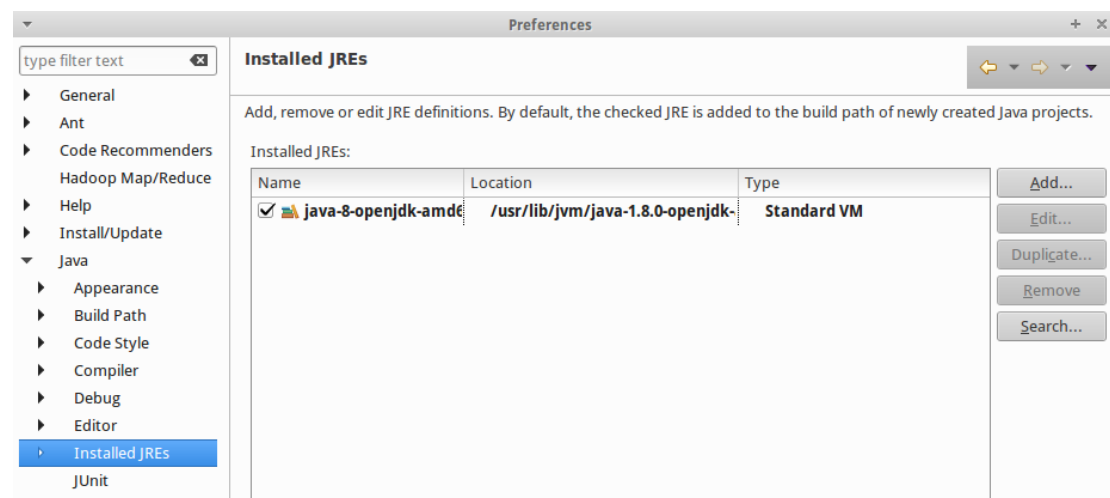 Preferences
type filter text
General
Ant
Code Recommenders
Hadoop Map/Reduce
Help
Install/Update
Java
Appearance
Build Path
Code Style
Compiler
Debug
Editor
Installed JREs
JUnit
Installed JREs
Add, remove or edit JRE definitions. By default, the checked JRE is added to the build path of newly created Java projects.
Installed JREs:
Name Location Type
java-8-openjdk-amd6 /usr/lib/jvm/java-1.8.0-openjdk- Standard VM
Add...
Edit...
Duplicate...
Remove
Search...